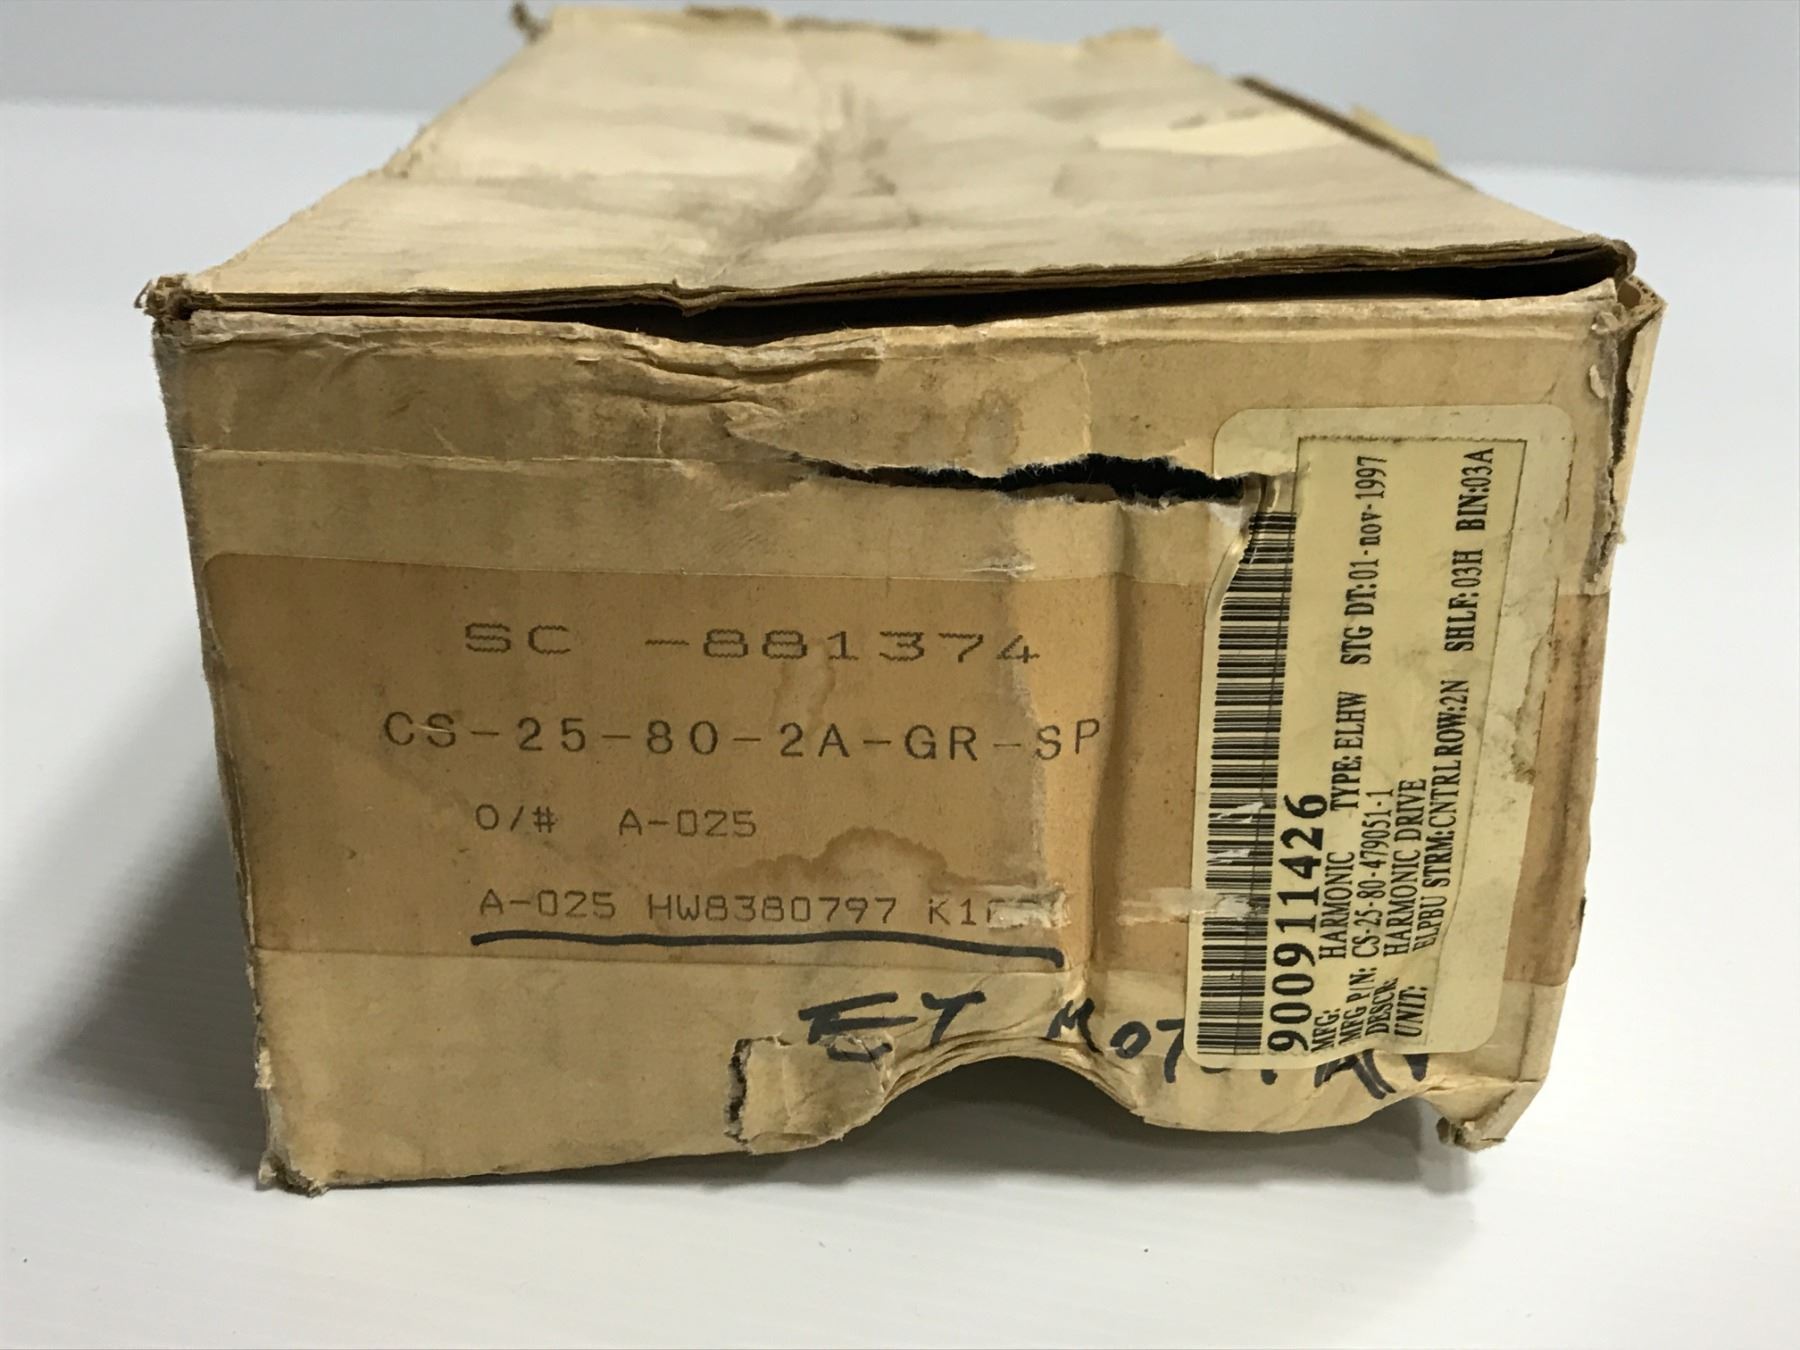 SC -881374
CS-25-80-2A-GR-SP
O/# A-025
A-025 HW8380797
ET
900911426
MFG: HARMONIC TYPE: ELHW STG DT: 01-nov-1997
MFG P/N: CS-25-80-479051-1
DESCR: HARMONIC DRIVE
UNIT: ELPBU STRM: CNTRL ROW: 2N SHLF: 03H BIN: 03A